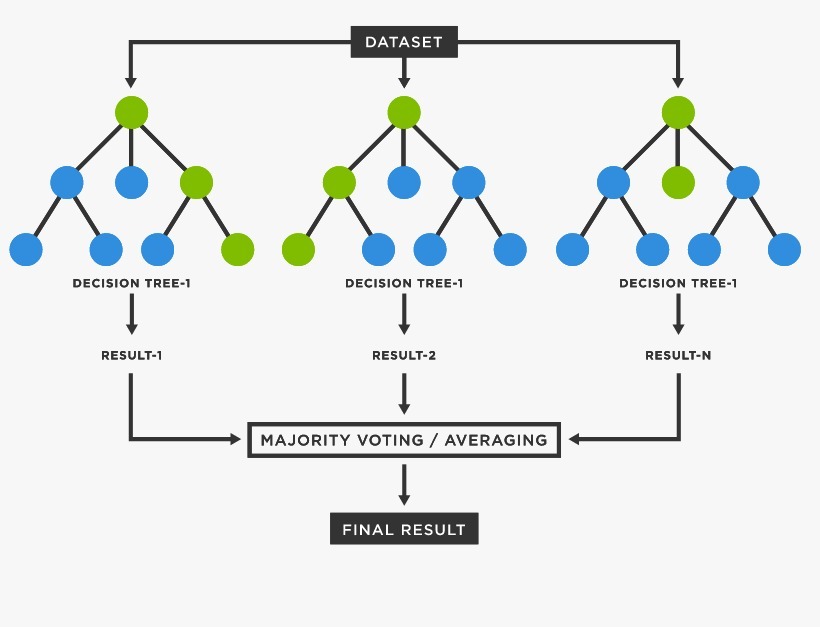 DATASET
DECISION TREE-1
DECISION TREE-1
DECISION TREE-1
RESULT-1
RESULT-2
RESULT-N
MAJORITY VOTING / AVERAGING
FINAL RESULT